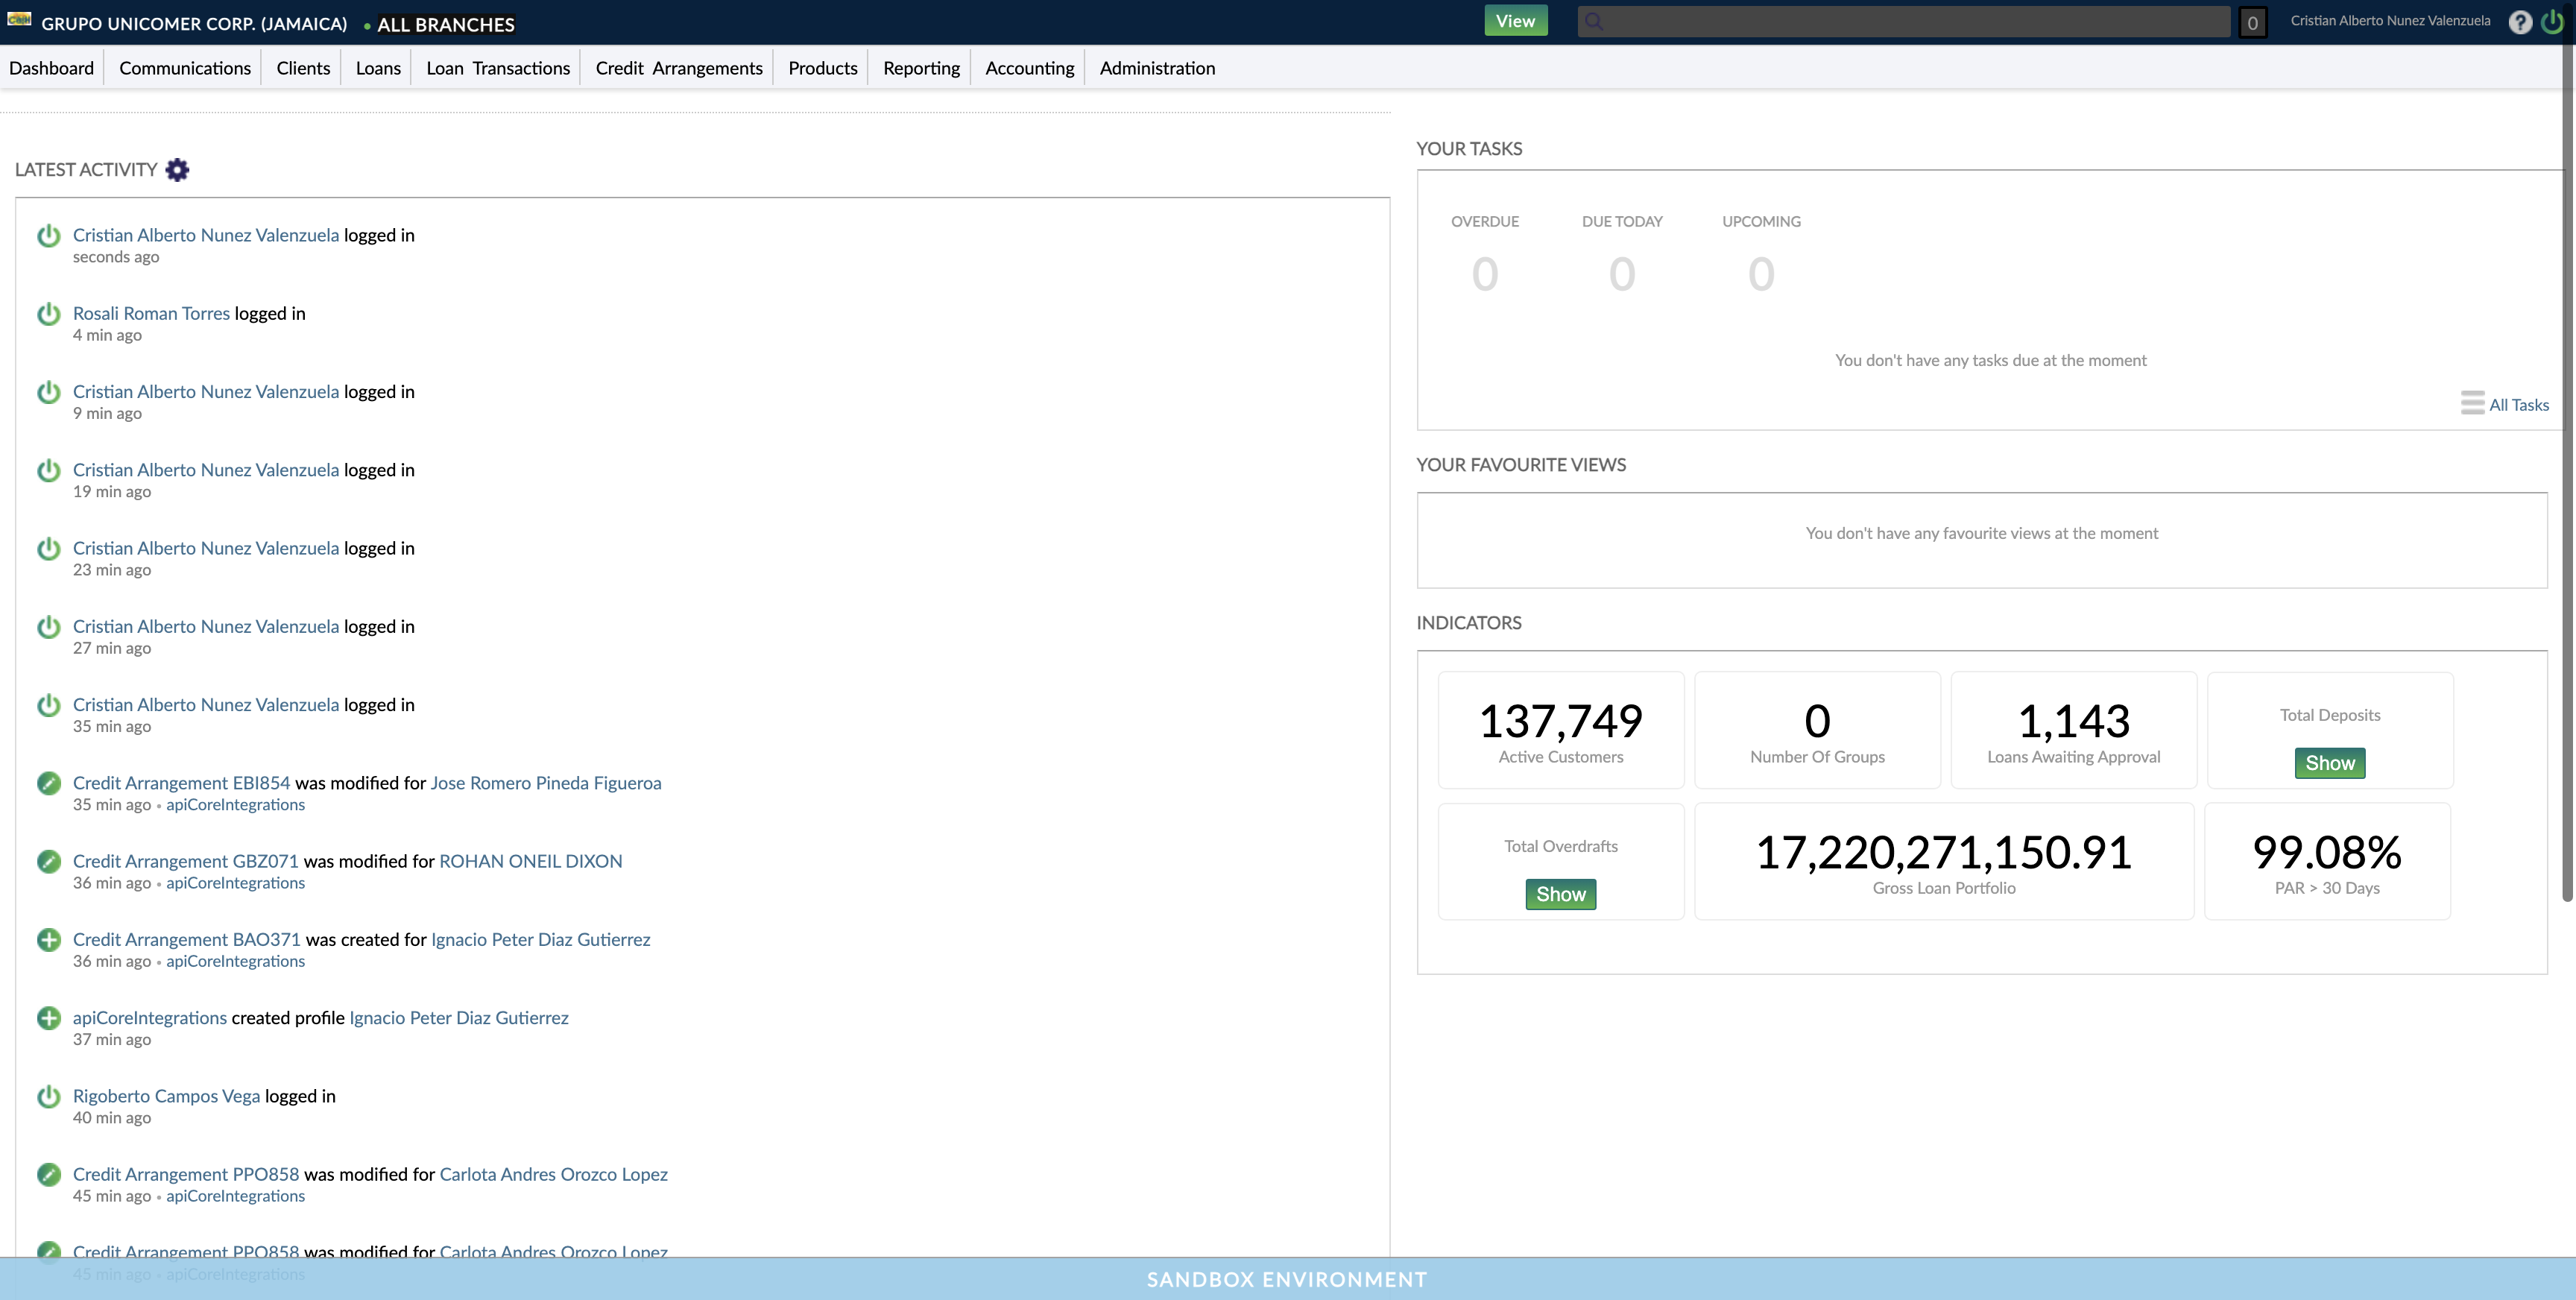 GRUPO UNICOMER CORP. (JAMAICA) • ALL BRANCHES
View
0
Cristian Alberto Nunez Valenzuela
?
Dashboard Communications Clients Loans Loan Transactions Credit Arrangements Products Reporting Accounting Administration
LATEST ACTIVITY
Cristian Alberto Nunez Valenzuela logged in
seconds ago
Rosali Roman Torres logged in
4 min ago
Cristian Alberto Nunez Valenzuela logged in
9 min ago
Cristian Alberto Nunez Valenzuela logged in
19 min ago
Cristian Alberto Nunez Valenzuela logged in
23 min ago
Cristian Alberto Nunez Valenzuela logged in
27 min ago
Cristian Alberto Nunez Valenzuela logged in
35 min ago
Credit Arrangement EBI854 was modified for Jose Romero Pineda Figueroa
35 min ago • apiCoreIntegrations
Credit Arrangement GBZ071 was modified for ROHAN ONEIL DIXON
36 min ago • apiCoreIntegrations
Credit Arrangement BAO371 was created for Ignacio Peter Diaz Gutierrez
36 min ago • apiCoreIntegrations
apiCoreIntegrations created profile Ignacio Peter Diaz Gutierrez
37 min ago
Rigoberto Campos Vega logged in
40 min ago
Credit Arrangement PPO858 was modified for Carlota Andres Orozco Lopez
45 min ago • apiCoreIntegrations
Credit Arrangement PPO858 was modified for Carlota Andres Orozco Lopez
45 min ago • apiCoreIntegrations
YOUR TASKS
OVERDUE DUE TODAY UPCOMING
0 0 0
You don't have any tasks due at the moment
All Tasks
YOUR FAVOURITE VIEWS
You don't have any favourite views at the moment
INDICATORS
137,749
Active Customers
0
Number Of Groups
1,143
Loans Awaiting Approval
Total Deposits
Show
Total Overdrafts
Show
17,220,271,150.91
Gross Loan Portfolio
99.08%
PAR > 30 Days
SANDBOX ENVIRONMENT